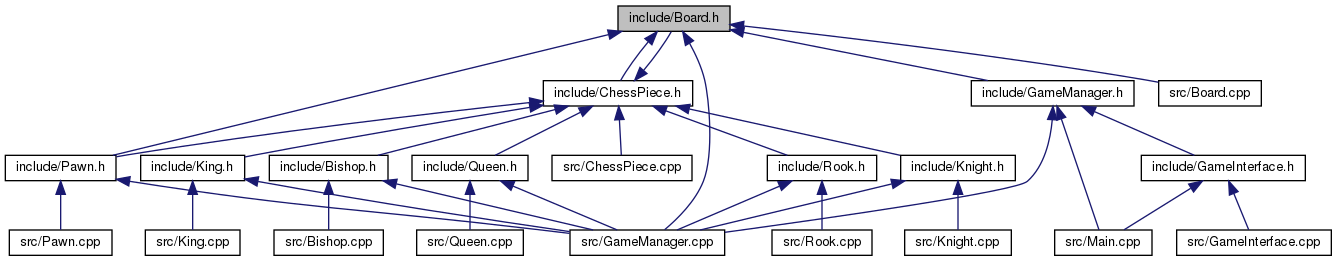 include/Board.h
include/ChessPiece.h
include/GameManager.h
src/Board.cpp
include/Pawn.h
include/King.h
include/Bishop.h
include/Queen.h
src/ChessPiece.cpp
include/Rook.h
include/Knight.h
include/GameInterface.h
src/Pawn.cpp
src/King.cpp
src/Bishop.cpp
src/Queen.cpp
src/GameManager.cpp
src/Rook.cpp
src/Knight.cpp
src/Main.cpp
src/GameInterface.cpp